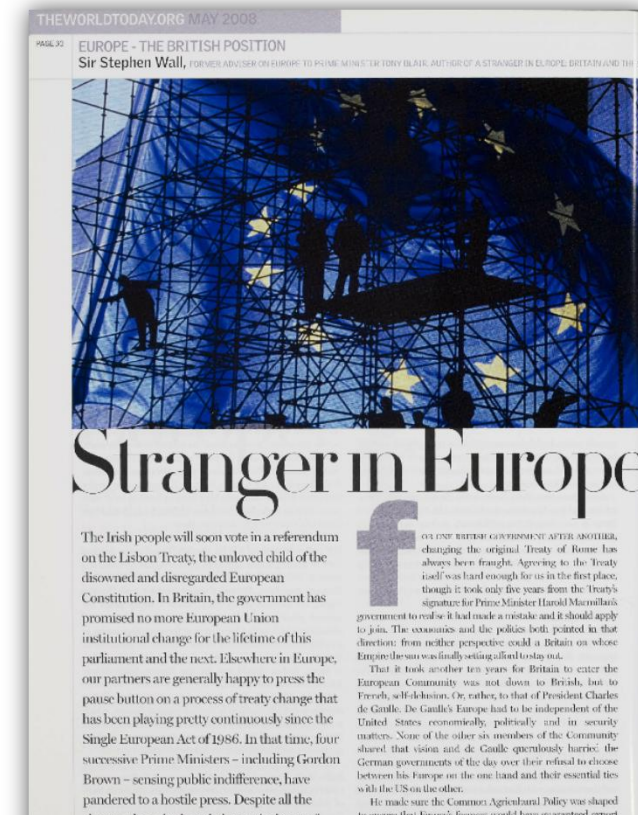 THEWORLDTODAY.ORG MAY 2008
PAGE 30
EUROPE - THE BRITISH POSITION
Sir Stephen Wall, FORMER ADVISER ON EUROPE TO PRIME MINISTER TONY BLAIR, AUTHOR OF A STRANGER IN EUROPE: BRITAIN AND THE
Stranger in Europe
The Irish people will soon vote in a referendum
on the Lisbon Treaty, the unloved child of the
disowned and disregarded European
Constitution. In Britain, the government has
promised no more European Union
institutional change for the lifetime of this
parliament and the next. Elsewhere in Europe,
our partners are generally happy to press the
pause button on a process of treaty change that
has been playing pretty continuously since the
Single European Act of 1986. In that time, four
successive Prime Ministers – including Gordon
Brown – sensing public indifference, have
pandered to a hostile press. Despite all the
fOR ONE BRITISH GOVERNMENT AFTER ANOTHER,
changing the original Treaty of Rome has
always been fraught. Agreeing to the Treaty
itself was hard enough for us in the first place,
though it took only five years from the Treaty's
signature for Prime Minister Harold Macmillan's
government to realise it had made a mistake and it should apply
to join. The economics and the politics both pointed in that
direction: from neither perspective could a Britain on whose
Empire the sun was finally setting afford to stay out.
That it took another ten years for Britain to enter the
European Community was not down to British, but to
French, self-delusion. Or, rather, to that of President Charles
de Gaulle. De Gaulle's Europe had to be independent of the
United States economically, politically and in security
matters. None of the other six members of the Community
shared that vision and de Gaulle querulously harried the
German governments of the day over their refusal to choose
between his Europe on the one hand and their essential ties
with the US on the other.
He made sure the Common Agricultural Policy was shaped